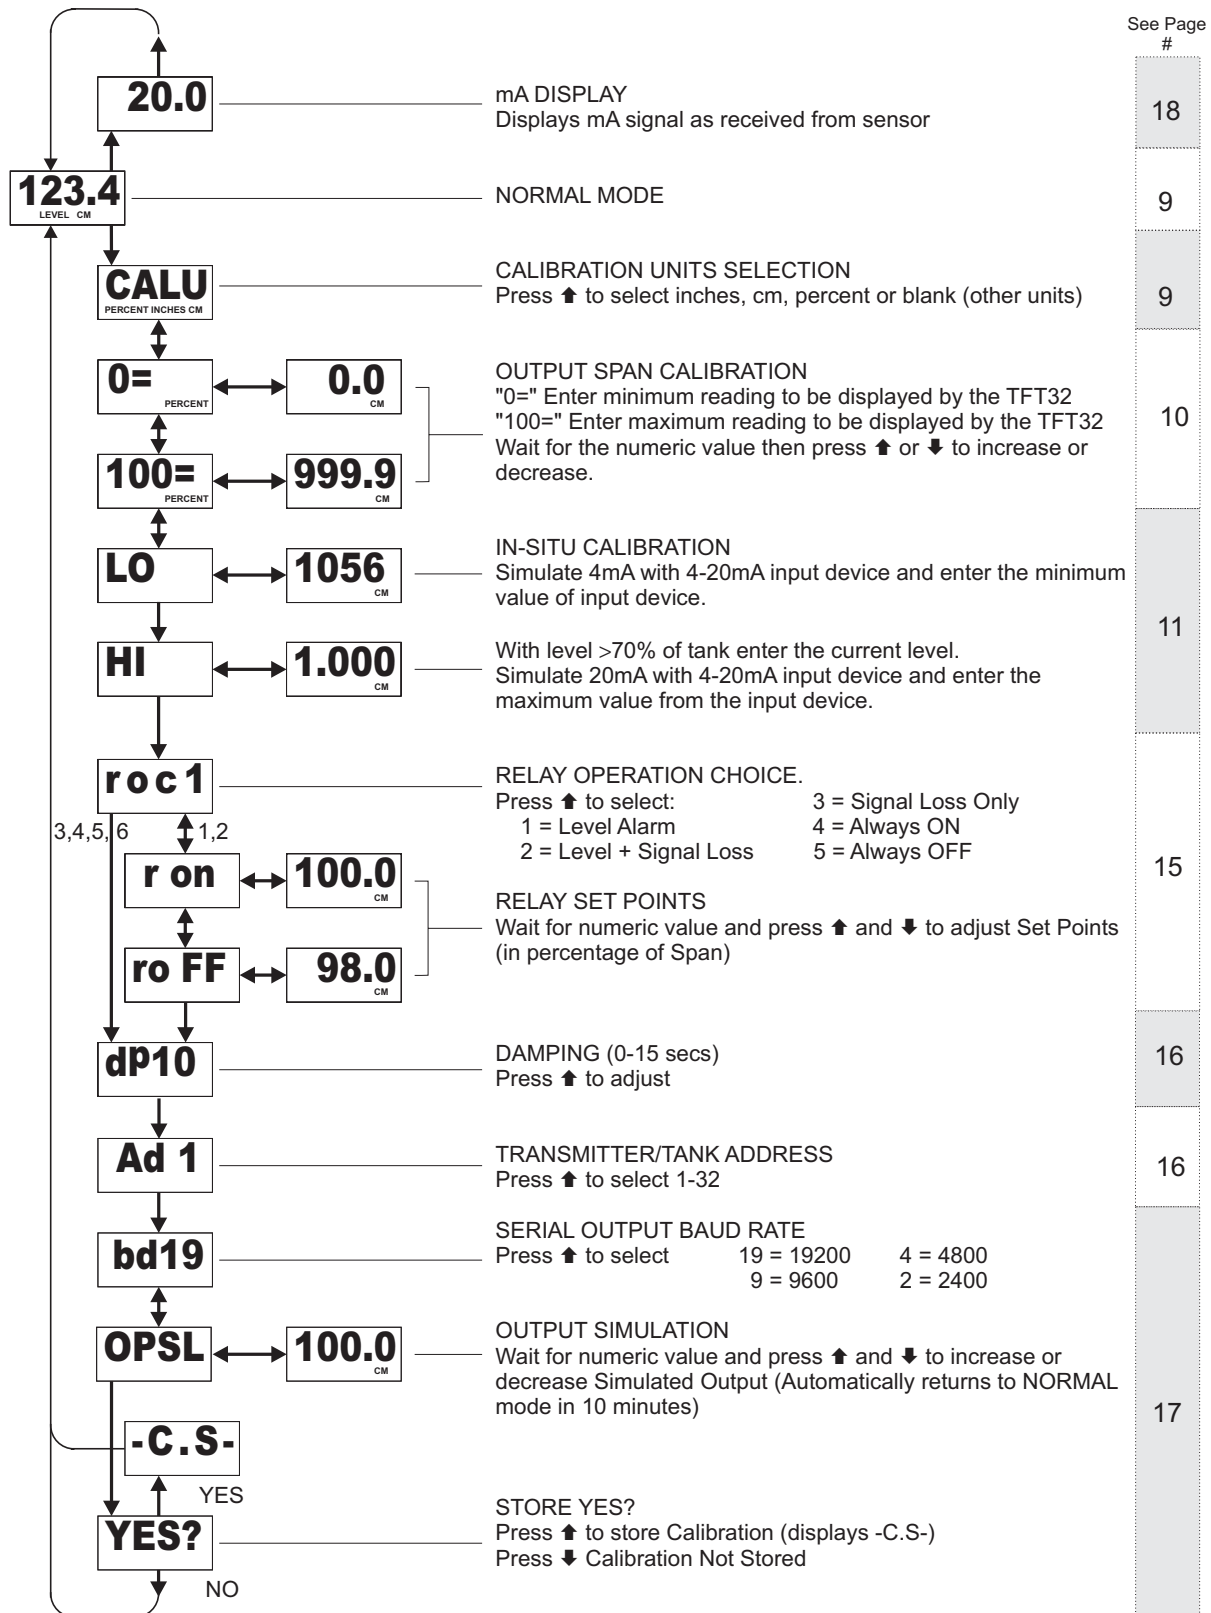 See Page
#
20.0
mA DISPLAY
Displays mA signal as received from sensor
18
123.4
LEVEL CM
NORMAL MODE
9
CALU
PERCENT INCHES CM
CALIBRATION UNITS SELECTION
Press ⬆ to select inches, cm, percent or blank (other units)
9
0=
PERCENT
0.0
CM
100=
PERCENT
999.9
CM
OUTPUT SPAN CALIBRATION
"0=" Enter minimum reading to be displayed by the TFT32
"100=" Enter maximum reading to be displayed by the TFT32
Wait for the numeric value then press ⬆ or ⬇ to increase or
decrease.
10
LO
1056
CM
IN-SITU CALIBRATION
Simulate 4mA with 4-20mA input device and enter the minimum
value of input device.
HI
1.000
CM
With level >70% of tank enter the current level.
Simulate 20mA with 4-20mA input device and enter the
maximum value from the input device.
11
roc1
RELAY OPERATION CHOICE.
Press ⬆ to select: 3 = Signal Loss Only
1 = Level Alarm 4 = Always ON
2 = Level + Signal Loss 5 = Always OFF
3,4,5, 6
1,2
r on
100.0
CM
ro FF
98.0
CM
RELAY SET POINTS
Wait for numeric value and press ⬆ and ⬇ to adjust Set Points
(in percentage of Span)
15
dP10
DAMPING (0-15 secs)
Press ⬆ to adjust
16
Ad 1
TRANSMITTER/TANK ADDRESS
Press ⬆ to select 1-32
16
bd19
SERIAL OUTPUT BAUD RATE
Press ⬆ to select 19 = 19200 4 = 4800
9 = 9600 2 = 2400
OPSL
100.0
CM
OUTPUT SIMULATION
Wait for numeric value and press ⬆ and ⬇ to increase or
decrease Simulated Output (Automatically returns to NORMAL
mode in 10 minutes)
17
-C.S-
YES
YES?
STORE YES?
Press ⬆ to store Calibration (displays -C.S-)
Press ⬇ Calibration Not Stored
NO